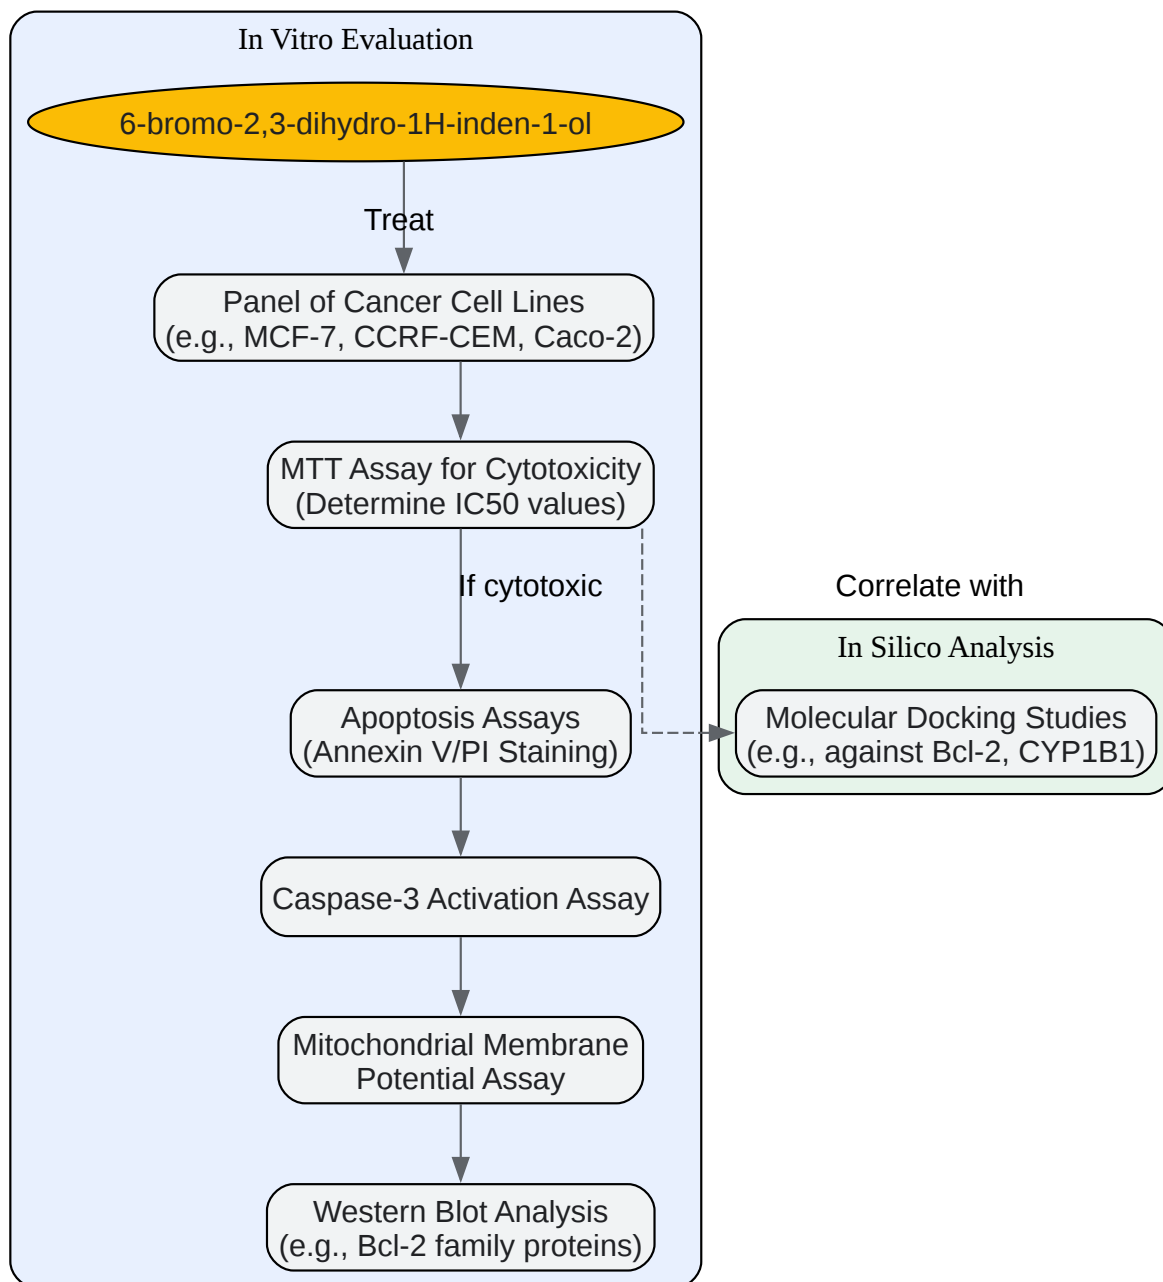 In Vitro Evaluation
6-bromo-2,3-dihydro-1H-inden-1-ol
Treat
Panel of Cancer Cell Lines
(e.g., MCF-7, CCRF-CEM, Caco-2)
MTT Assay for Cytotoxicity
(Determine IC50 values)
If cytotoxic
Correlate with
In Silico Analysis
Apoptosis Assays
(Annexin V/PI Staining)
Molecular Docking Studies
(e.g., against Bcl-2, CYP1B1)
Caspase-3 Activation Assay
Mitochondrial Membrane
Potential Assay
Western Blot Analysis
(e.g., Bcl-2 family proteins)